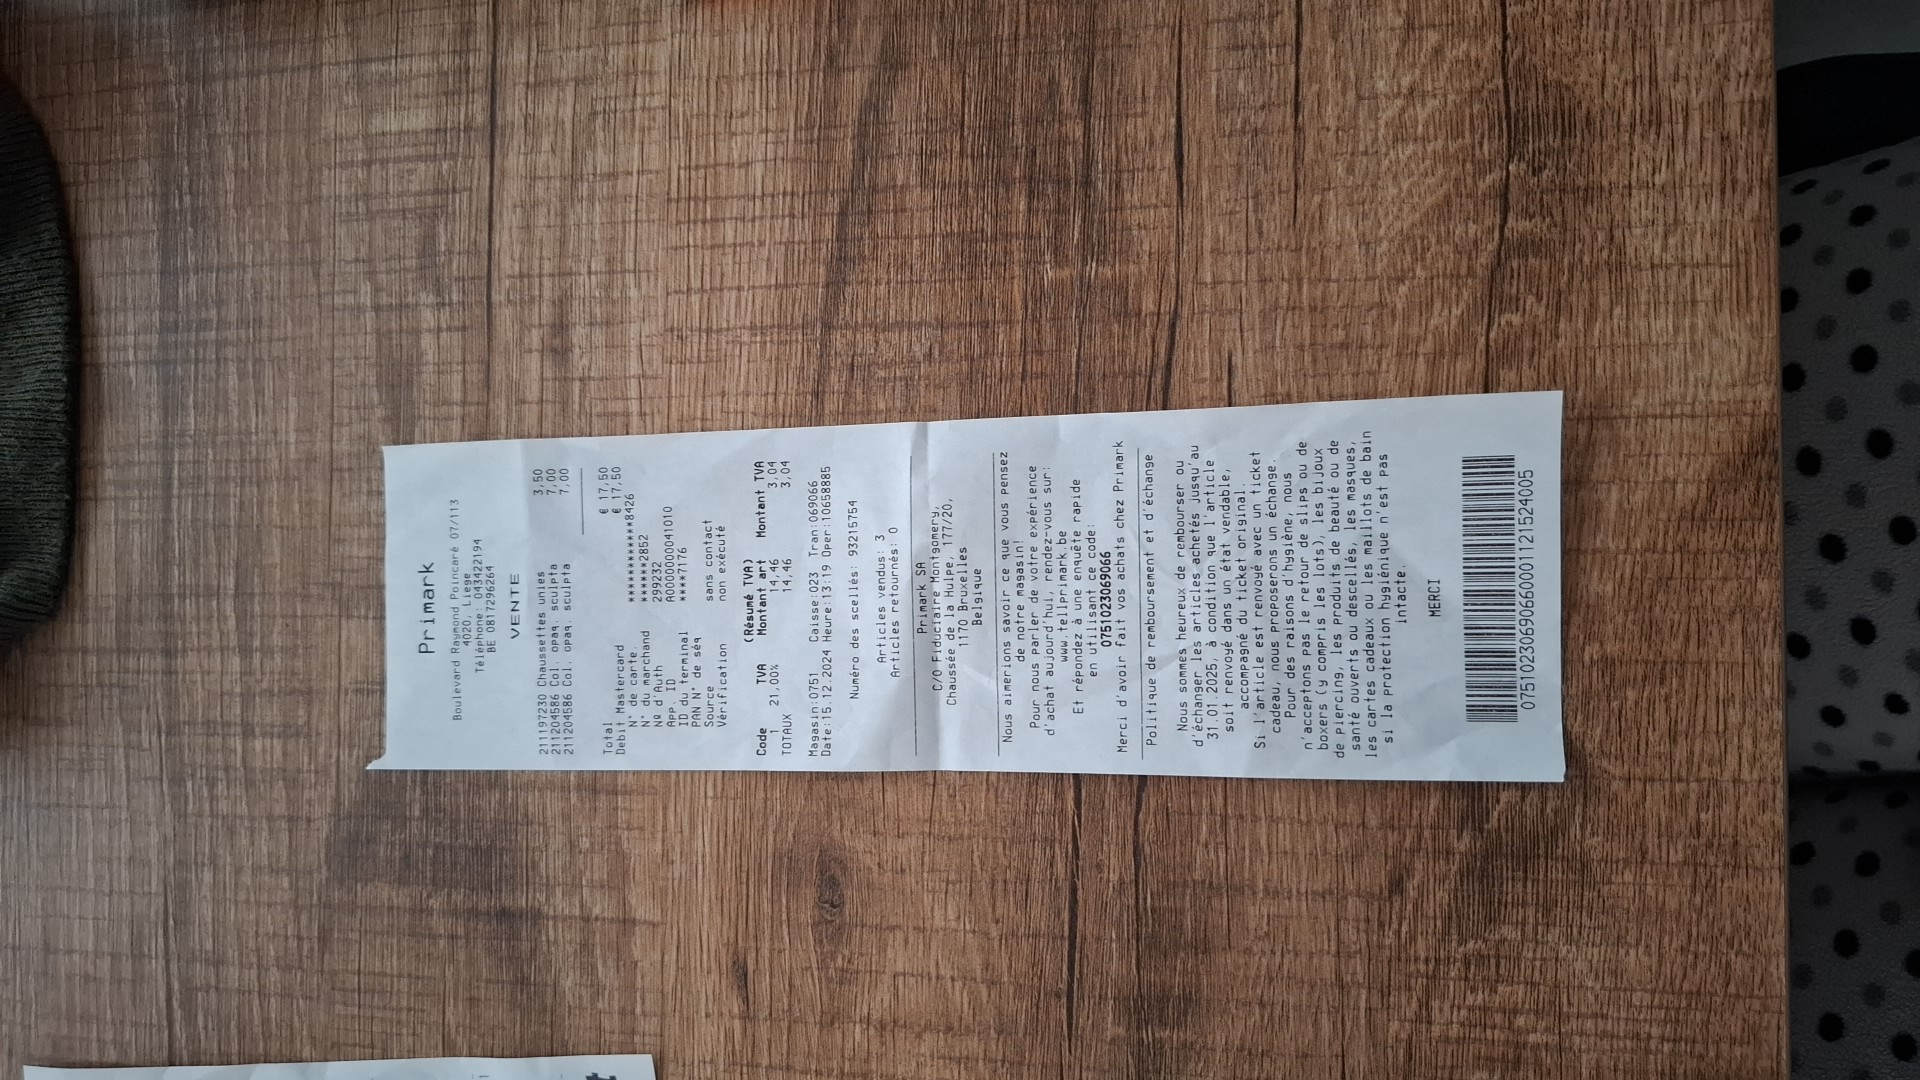 Primark
Boulevard Raymond Poincaré 07/113
4020, Liege
Téléphone: 043422194
BE 0817296264
VENTE
211197230 Chaussettes unies 3,50
211204586 Col. opaq. sculpta 7,00
211204586 Col. opaq. sculpta 7,00
Total € 17,50
Debit Mastercard € 17,50
N° de carte. ************8426
N° du marchand ******2852
Nº d'Auth 299232
App. ID A0000000041010
ID du terminal ****7176
PAN N° de séq
Source sans contact
Vérification non exécuté
(Résumé TVA)
Code TVA Montant art Montant TVA
1 21,00% 14,46 3,04
TOTAUX 14,46 3,04
Magasin:0751 Caisse:023 Tran:069066
Date:15.12.2024 Heure:13:19 Oper:10658885
Numéro des scellés: 93215754
Articles vendus: 3
Articles retournés: 0
Primark SA
C/O Fiduciaire Montgomery,
Chaussée de la Hulpe, 177/20,
1170 Bruxelles
Belgique
Nous aimerions savoir ce que vous pensez
de notre magasin!
Pour nous parler de votre expérience
d'achat aujourd'hui, rendez-vous sur:
www.tellprimark.be
Et répondez à une enquête rapide
en utilisant ce code:
0751023069066
Merci d'avoir fait vos achats chez Primark
Politique de remboursement et d'échange
Nous sommes heureux de rembourser ou
d'échanger les articles achetés jusqu'au
31.01.2025, à condition que l'article
soit renvoyé dans un état vendable,
accompagné du ticket original.
Si l'article est renvoyé avec un ticket
cadeau, nous proposerons un échange.
Pour des raisons d'hygiène, nous
n'acceptons pas le retour de slips ou de
boxers (y compris les lots), les bijoux
de piercing, les produits de beauté ou de
santé ouverts ou descellés, les masques,
les cartes cadeaux ou les maillots de bain
si la protection hygiénique n'est pas
intacte.
MERCI
07510230690660001121524005